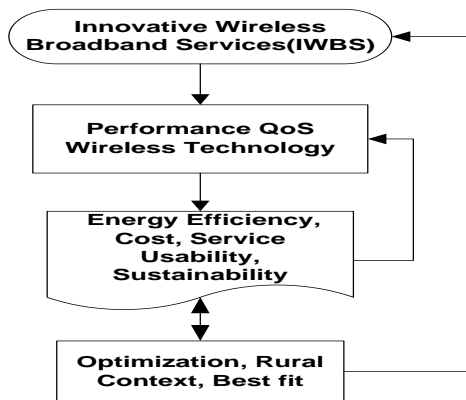 Innovative Wireless
Broadband Services(IWBS)
Performance QoS
Wireless Technology
Energy Efficiency,
Cost, Service
Usability,
Sustainability
Optimization, Rural
Context, Best fit